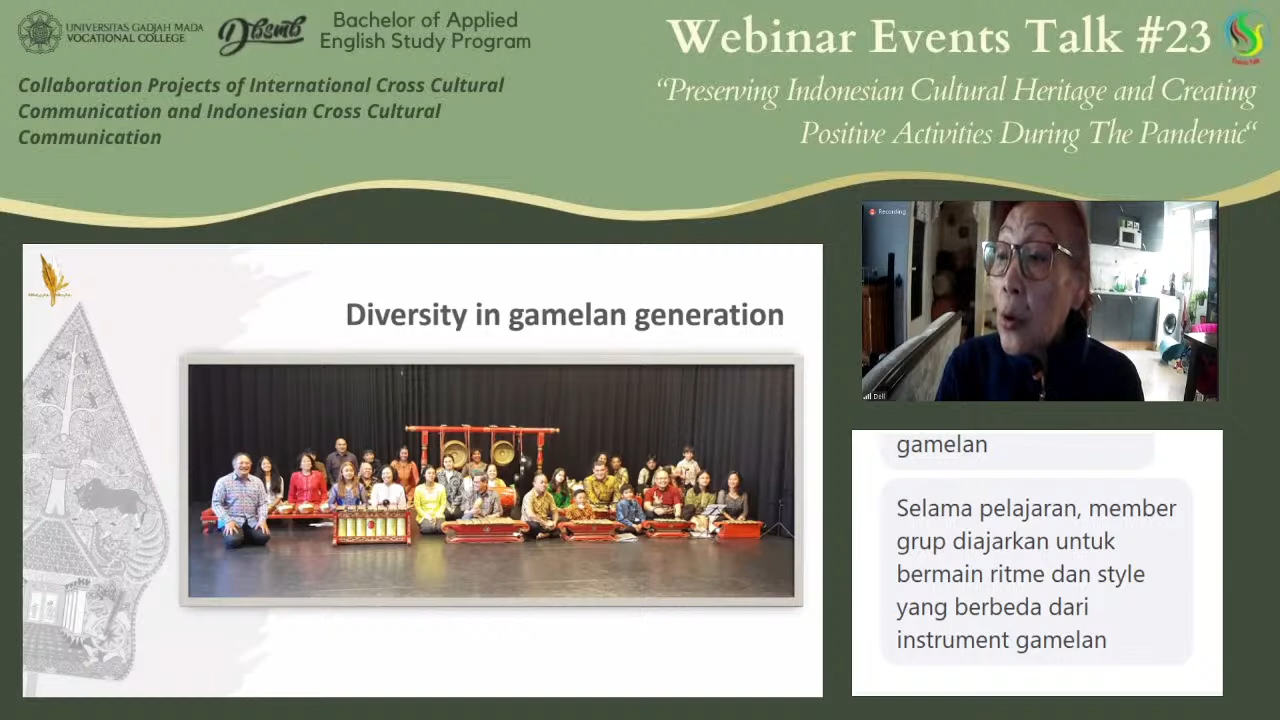 UNIVERSITAS GADJAH MADA
VOCATIONAL COLLEGE
Dbsmb
Bachelor of Applied
English Study Program
Collaboration Projects of International Cross Cultural
Communication and Indonesian Cross Cultural
Communication
Webinar Events Talk #23
“Preserving Indonesian Cultural Heritage and Creating
Positive Activities During The Pandemic“
Diversity in gamelan generation
Recording
Dell
gamelan
Selama pelajaran, member
grup diajarkan untuk
bermain ritme dan style
yang berbeda dari
instrument gamelan